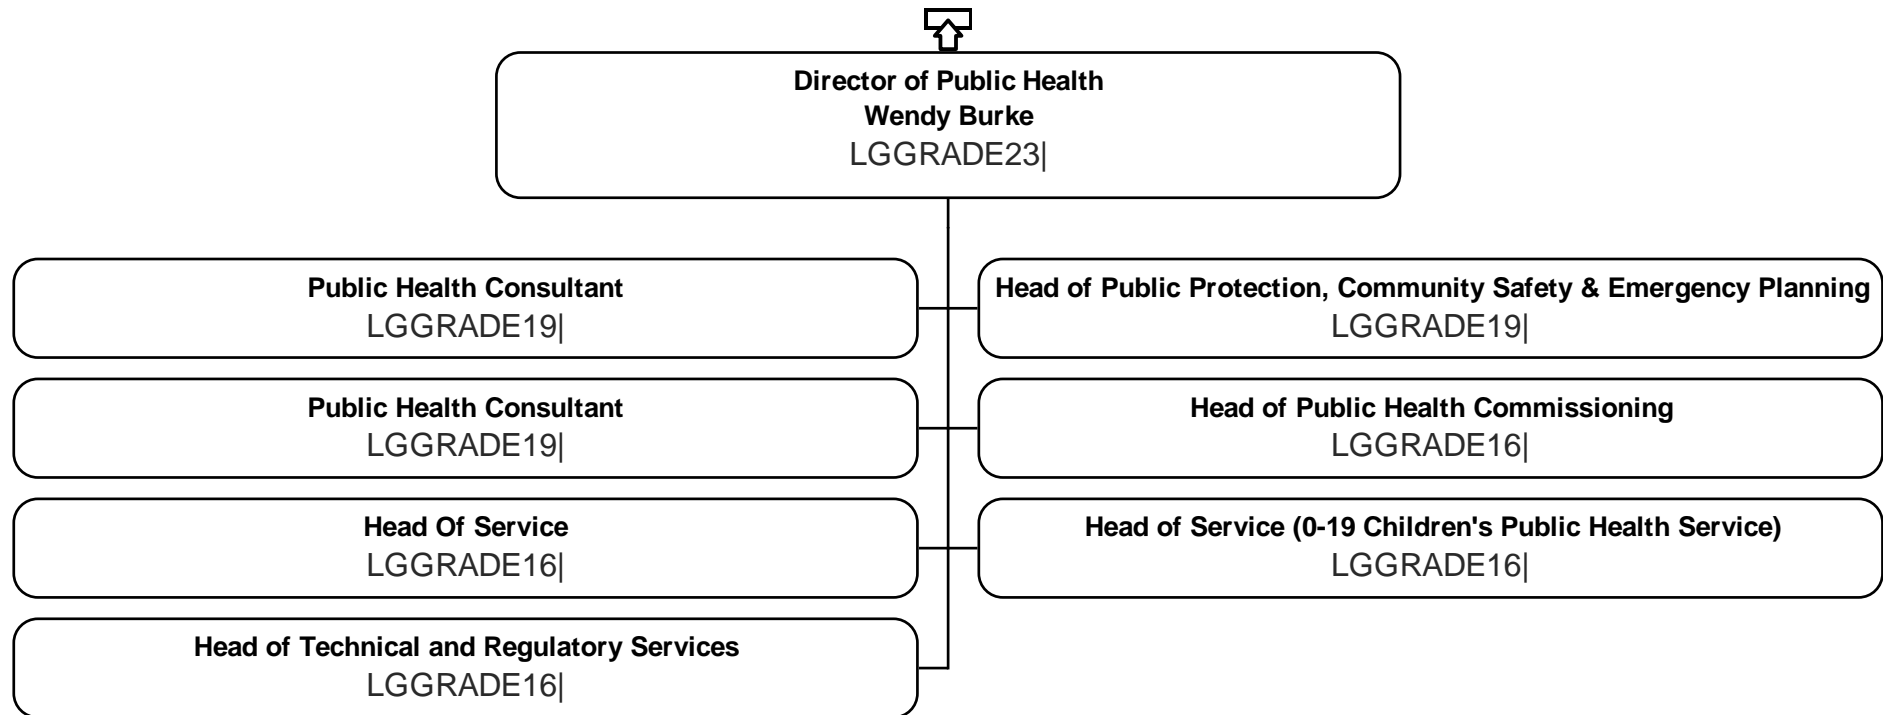 Director of Public Health
Wendy Burke
LGGRADE23|
Public Health Consultant
LGGRADE19|
Head of Public Protection, Community Safety & Emergency Planning
LGGRADE19|
Public Health Consultant
LGGRADE19|
Head of Public Health Commissioning
LGGRADE16|
Head Of Service
LGGRADE16|
Head of Service (0-19 Children's Public Health Service)
LGGRADE16|
Head of Technical and Regulatory Services
LGGRADE16|